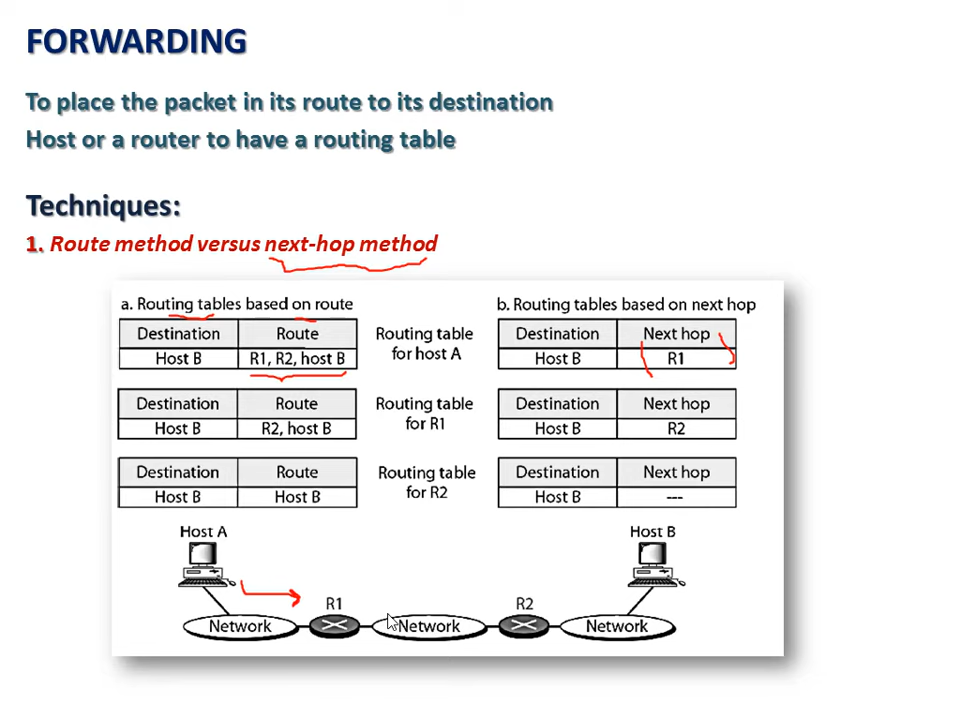 FORWARDING
To place the packet in its route to its destination
Host or a router to have a routing table
Techniques:
1. Route method versus next-hop method
a. Routing tables based on route
b. Routing tables based on next hop
Destination Route
Host B R1, R2, host B
Routing table
for host A
Destination Next hop
Host B R1
Destination Route
Host B R2, host B
Routing table
for R1
Destination Next hop
Host B R2
Destination Route
Host B Host B
Routing table
for R2
Destination Next hop
Host B ---
Host A
Host B
R1
R2
Network
Network
Network